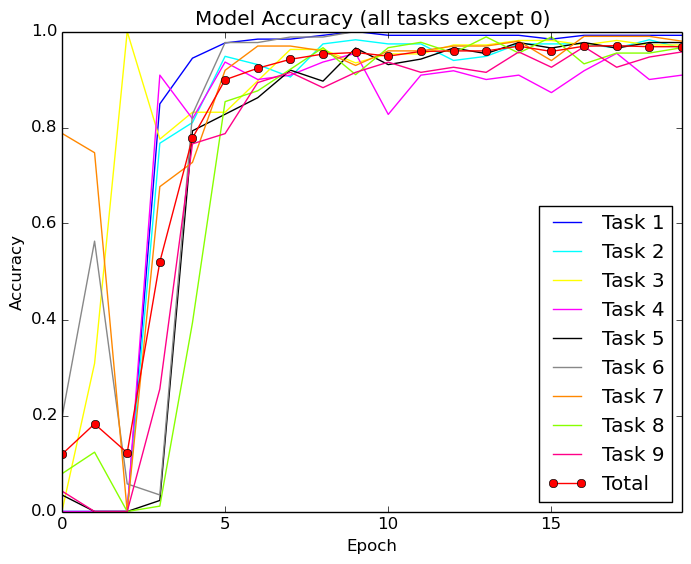 Model Accuracy (all tasks except 0)
1.0
0.8
0.6
0.4
0.2
0.0
Accuracy
0
5
10
15
Epoch
Task 1
Task 2
Task 3
Task 4
Task 5
Task 6
Task 7
Task 8
Task 9
Total